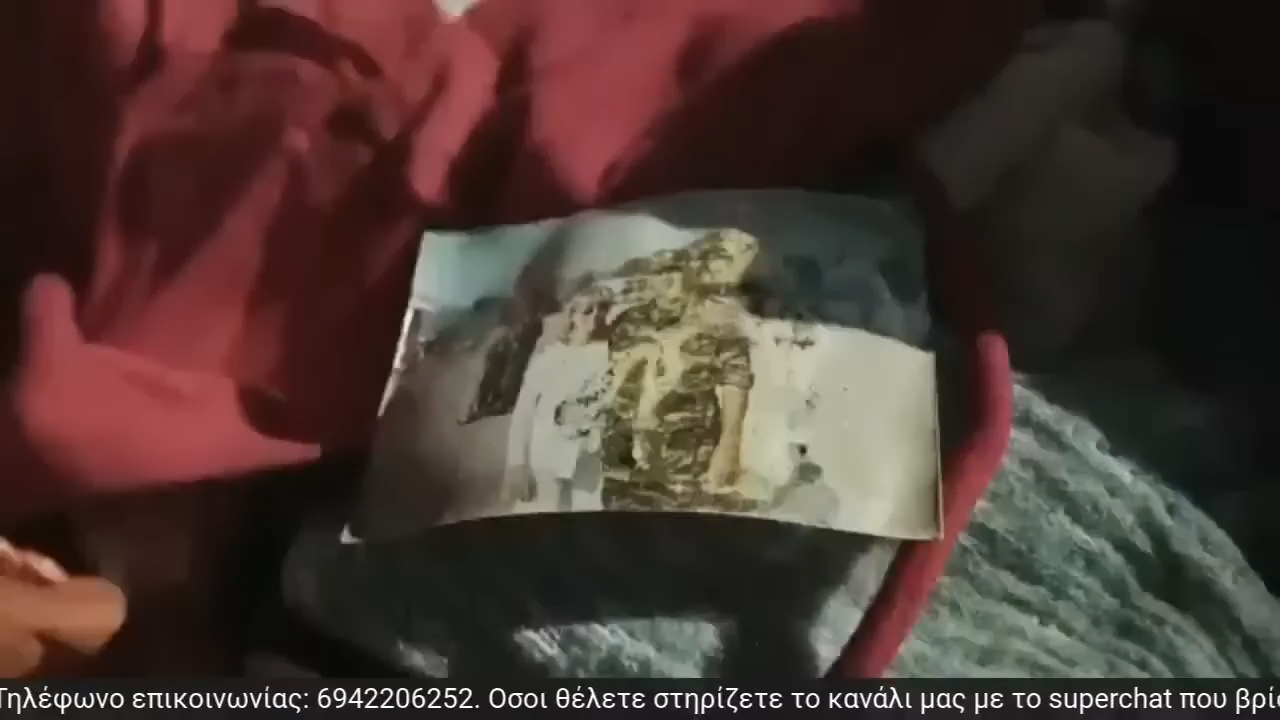 Τηλέφωνο επικοινωνίας: 6942206252. Οσοι θέλετε στηρίζετε το κανάλι μας με το superchat που